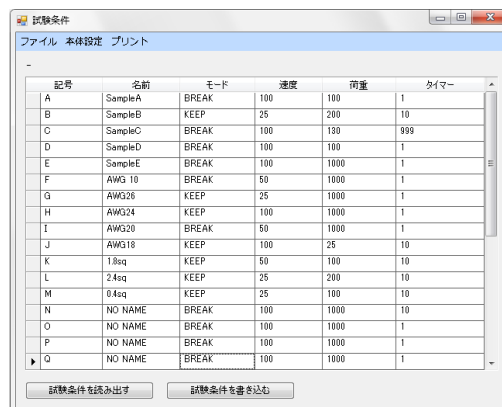 試験条件
ファイル 本体設定 プリント
-
記号 名前 モード 速度 荷重 タイマー
A SampleA BREAK 100 100 1
B SampleB KEEP 25 200 10
C SampleC BREAK 100 130 999
D SampleD BREAK 100 100 1
E SampleE BREAK 100 1000 1
F AWG 10 BREAK 50 1000 1
G AWG26 KEEP 25 1000 1
H AWG24 KEEP 100 1000 1
I AWG20 BREAK 50 1000 1
J AWG18 KEEP 100 25 10
K 1.8sq KEEP 50 100 10
L 2.4sq KEEP 25 200 10
M 0.4sq KEEP 25 100 10
N NO NAME BREAK 100 1000 10
O NO NAME BREAK 100 1000 1
P NO NAME BREAK 100 1000 1
Q NO NAME BREAK 100 1000 1
試験条件を読み出す 試験条件を書き込む